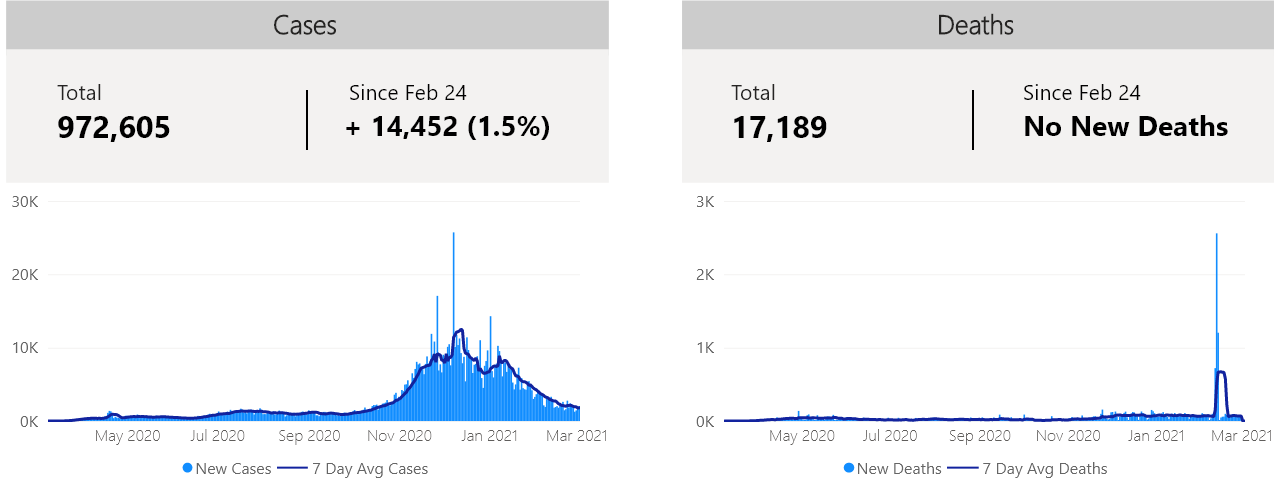 Cases
Total
972,605
Since Feb 24
+ 14,452 (1.5%)
30K
20K
10K
0K
May 2020
Jul 2020
Sep 2020
Nov 2020
Jan 2021
Mar 2021
New Cases
7 Day Avg Cases
Deaths
Total
17,189
Since Feb 24
No New Deaths
3K
2K
1K
0K
May 2020
Jul 2020
Sep 2020
Nov 2020
Jan 2021
Mar 2021
New Deaths
7 Day Avg Deaths